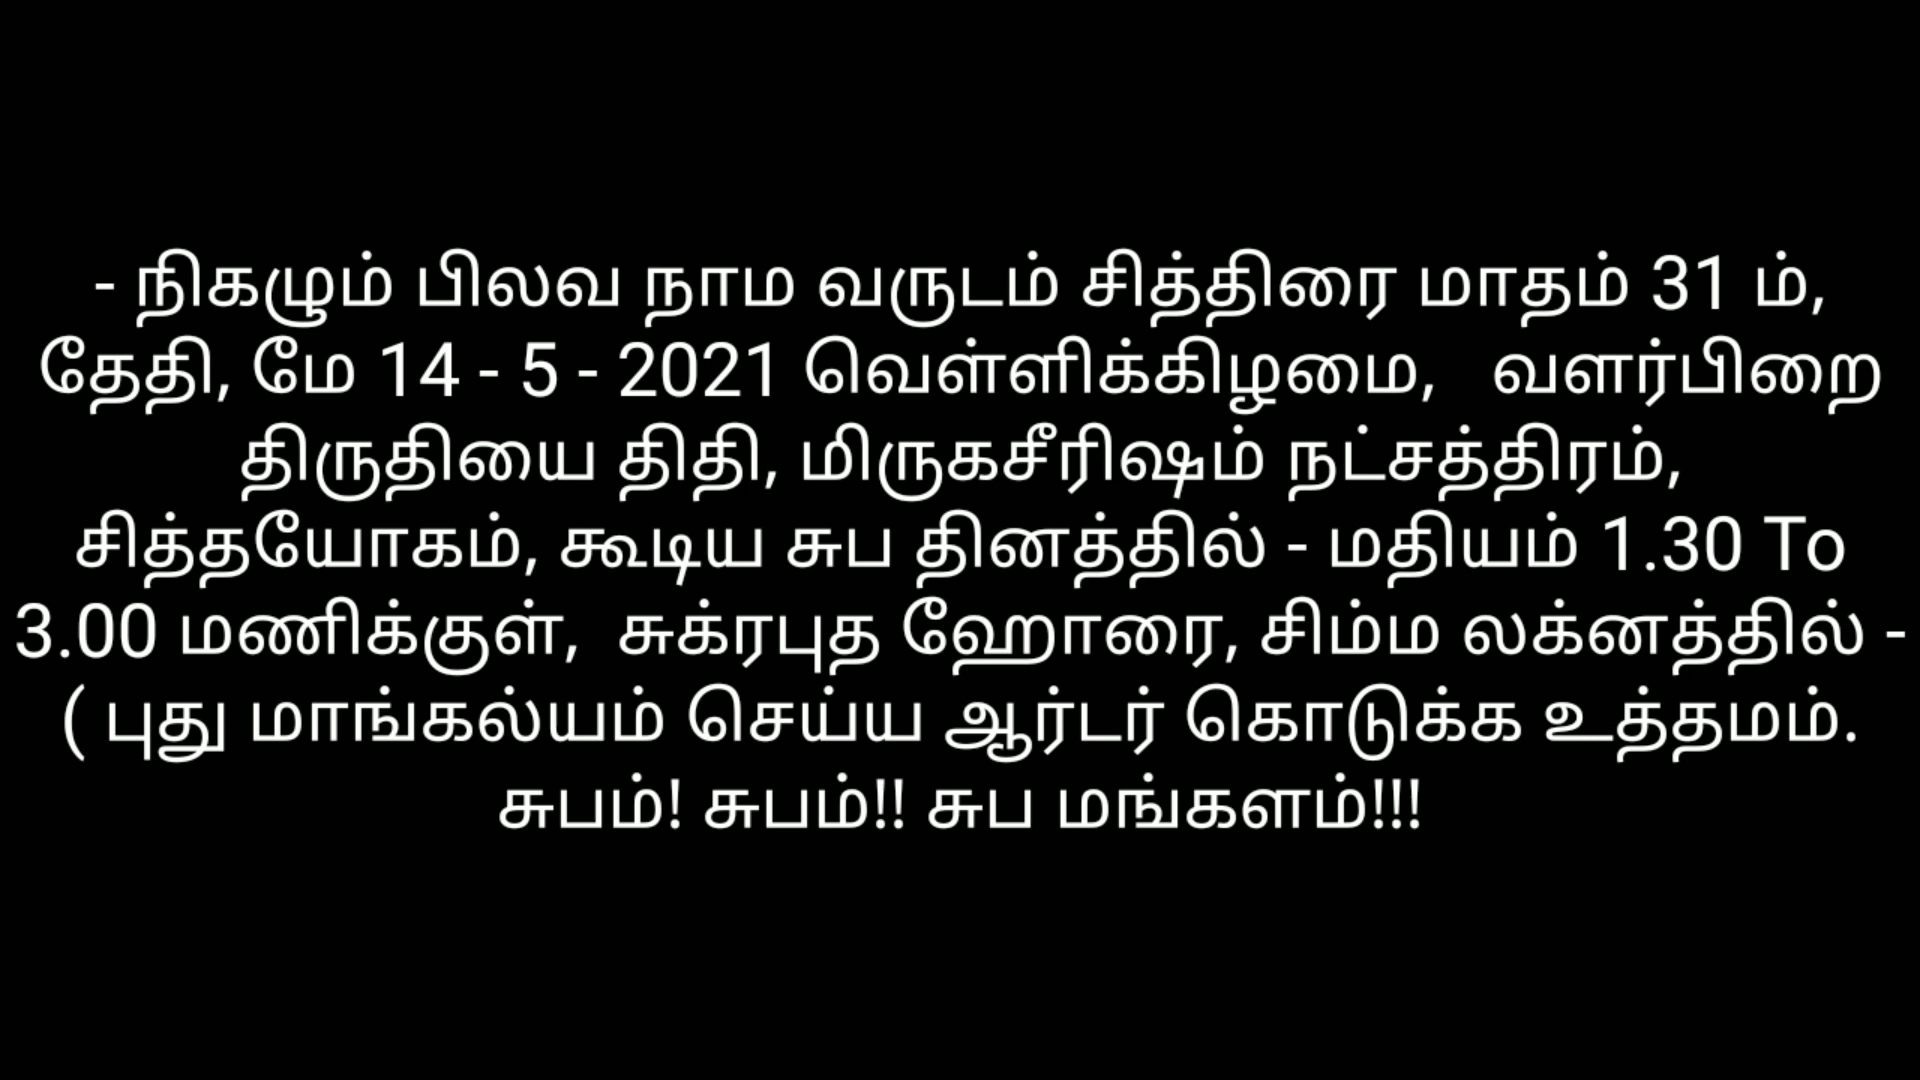 - நிகழும் பிலவ நாம வருடம் சித்திரை மாதம் 31 ம்,
தேதி, மே 14 - 5 - 2021 வெள்ளிக்கிழமை, வளர்பிறை
திருதியை திதி, மிருகசீரிஷம் நட்சத்திரம்,
சித்தயோகம், கூடிய சுப தினத்தில் - மதியம் 1.30 To
3.00 மணிக்குள், சுக்ரபுத ஹோரை, சிம்ம லக்னத்தில் -
( புது மாங்கல்யம் செய்ய ஆர்டர் கொடுக்க உத்தமம்.
சுபம்! சுபம்!! சுப மங்களம்!!!